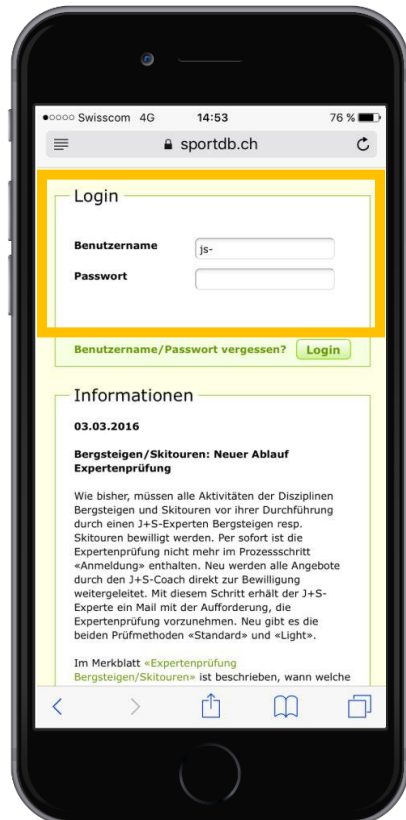 Swisscom 4G 14:53 76 %
sportdb.ch
Login
Benutzername js-
Passwort
Benutzername/Passwort vergessen? Login
Informationen
03.03.2016
Bergsteigen/Skitouren: Neuer Ablauf
Expertenprüfung
Wie bisher, müssen alle Aktivitäten der Disziplinen
Bergsteigen und Skitouren vor ihrer Durchführung
durch einen J+S-Experten Bergsteigen resp.
Skitouren bewilligt werden. Per sofort ist die
Expertenprüfung nicht mehr im Prozessschritt
«Anmeldung» enthalten. Neu werden alle Angebote
durch den J+S-Coach direkt zur Bewilligung
weitergeleitet. Mit diesem Schritt erhält der J+S-
Experte ein Mail mit der Aufforderung, die
Expertenprüfung vorzunehmen. Neu gibt es die
beiden Prüfmethoden «Standard» und «Light».
Im Merkblatt «Expertenprüfung
Bergsteigen/Skitouren» ist beschrieben, wann welche